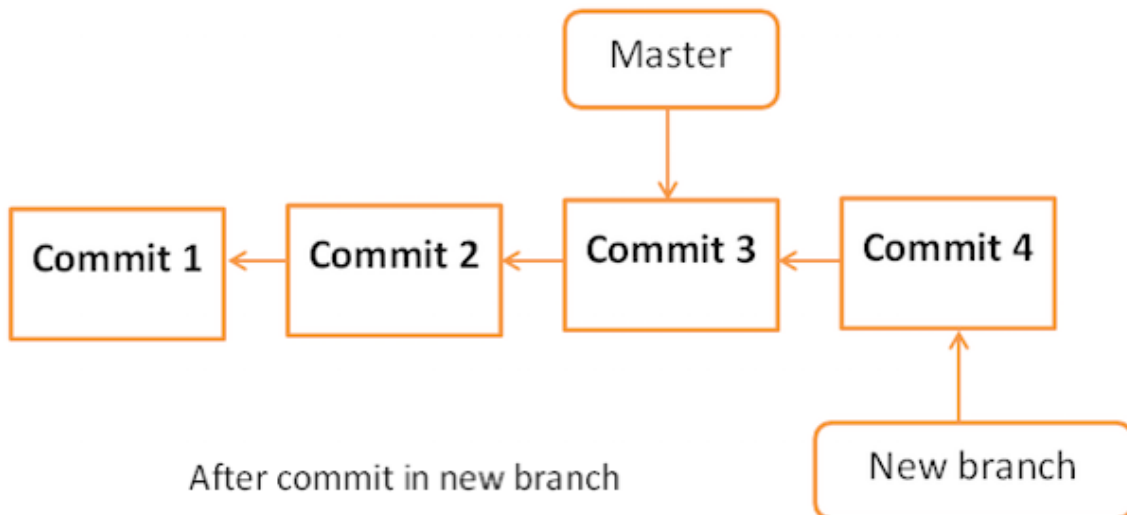 Master
Commit 1
Commit 2
Commit 3
Commit 4
After commit in new branch
New branch